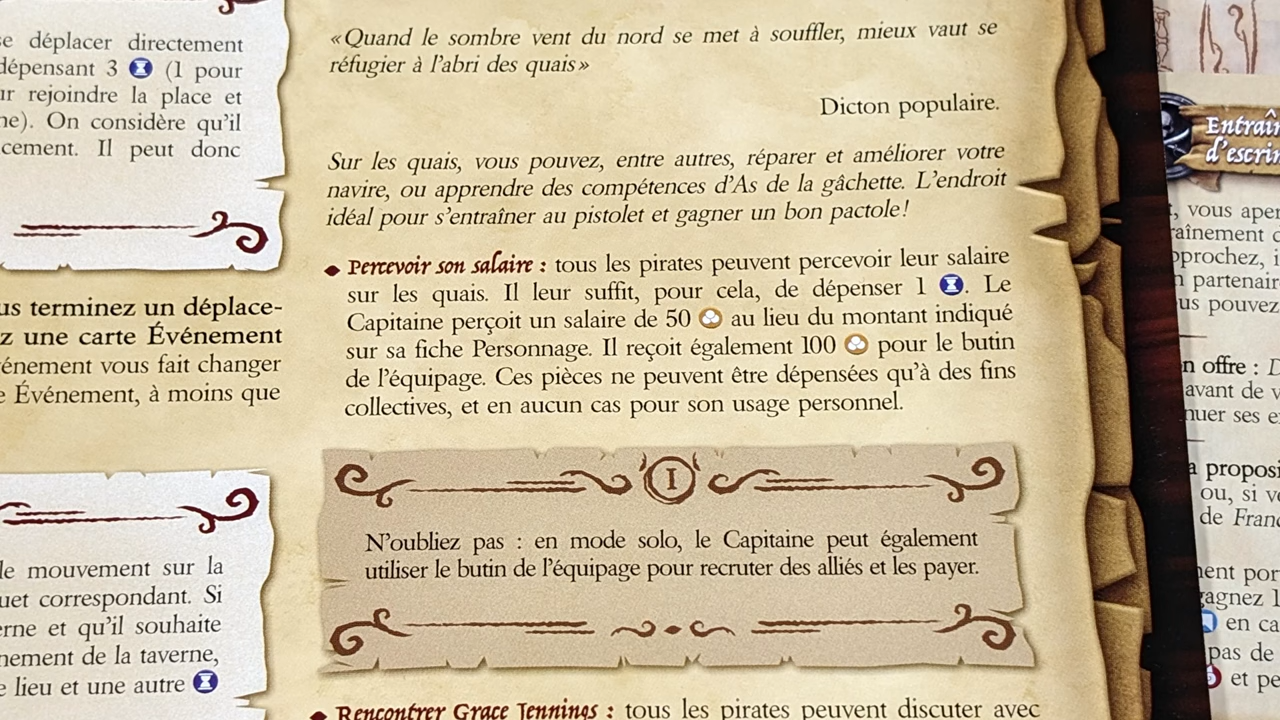 se déplacer directement
dépensant 3 (1 pour
ur rejoindre la place et
On considère qu'il
Il peut donc
us terminez un déplace-
z une carte Événement
vous fait changer
Événement, à moins que
le mouvement sur la
uet correspondant. Si
erne et qu'il souhaite
nement de la taverne,
e lieu et une autre
«Quand le sombre vent du nord se met à souffler, mieux vaut se
réfugier à l'abri des quais»
Dicton populaire.
Sur les quais, vous pouvez, entre autres, réparer et améliorer votre
navire, ou apprendre des compétences d'As de la gâchette. L'endroit
idéal pour s'entraîner au pistolet et gagner un bon pactole!
Percevoir son salaire : tous les pirates peuvent percevoir leur salaire
sur les quais. Il leur suffit, pour cela, de dépenser 1 . Le
Capitaine perçoit un salaire de 50 au lieu du montant indiqué
sur sa fiche Personnage. Il reçoit également 100 pour le butin
de l'équipage. Ces pièces ne peuvent être dépensées qu'à des fins
collectives, et en aucun cas pour son usage personnel.
I
N'oubliez pas : en mode solo, le Capitaine peut également
utiliser le butin de l'équipage pour recruter des alliés et les payer.
Rencontrer Grace Jennings : tous les pirates peuvent discuter avec
Entraîn
d'escrin
, vous aper
raînement d
pprochez, i
n partenair
us pouvez
n offre : D
avant de v
nuer ses e
a proposi
ou, si vo
de Fran
ent por
gagnez 1
en ca
pas de
et pe